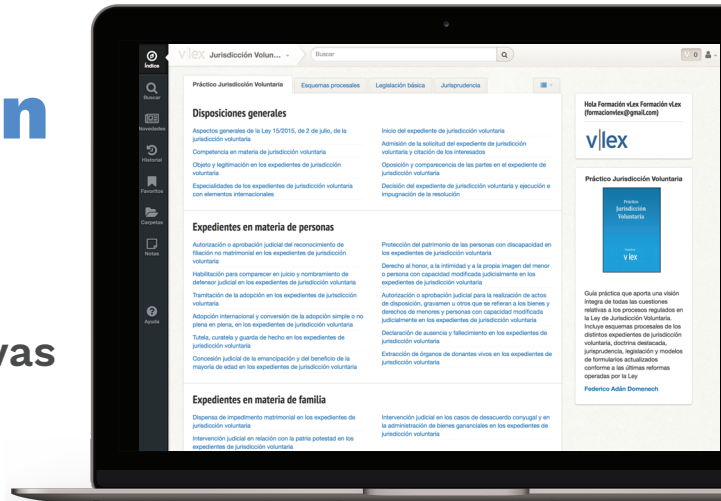 n
vas
Índice
vlex Jurisdicción Volun...
Buscar
0
Buscar
Novedades
Historial
Favoritos
Carpetas
Notas
Ayuda
Práctico Jurisdicción Voluntaria
Esquemas procesales
Legislación básica
Jurisprudencia
Disposiciones generales
Aspectos generales de la Ley 15/2015, de 2 de julio, de la
jurisdicción voluntaria
Competencia en materia de jurisdicción voluntaria
Objeto y legitimación en los expedientes de jurisdicción
voluntaria
Especialidades de los expedientes de jurisdicción voluntaria
con elementos internacionales
Inicio del expediente de jurisdicción voluntaria
Admisión de la solicitud del expediente de jurisdicción
voluntaria y citación de los interesados
Oposición y comparecencia de las partes en el expediente de
jurisdicción voluntaria
Decisión del expediente de jurisdicción voluntaria y ejecución e
impugnación de la resolución
Expedientes en materia de personas
Autorización o aprobación judicial del reconocimiento de
filiación no matrimonial en los expedientes de jurisdicción
voluntaria
Habilitación para comparecer en juicio y nombramiento de
defensor judicial en los expedientes de jurisdicción voluntaria
Tramitación de la adopción en los expedientes de jurisdicción
voluntaria
Adopción internacional y conversión de la adopción simple o no
plena en plena, en los expedientes de jurisdicción voluntaria
Tutela, curatela y guarda de hecho en los expedientes de
jurisdicción voluntaria
Concesión judicial de la emancipación y del beneficio de la
mayoría de edad en los expedientes de jurisdicción voluntaria
Protección del patrimonio de las personas con discapacidad en
los expedientes de jurisdicción voluntaria
Derecho al honor, a la intimidad y a la propia imagen del menor
o persona con capacidad modificada judicialmente en los
expedientes de jurisdicción voluntaria
Autorización o aprobación judicial para la realización de actos
de disposición, gravamen u otros que se refieran a los bienes y
derechos de menores y personas con capacidad modificada
judicialmente en los expedientes de jurisdicción voluntaria
Declaración de ausencia y fallecimiento en los expedientes de
jurisdicción voluntaria
Extracción de órganos de donantes vivos en los expedientes de
jurisdicción voluntaria
Expedientes en materia de familia
Dispensa de impedimento matrimonial en los expedientes de
jurisdicción voluntaria
Intervención judicial en relación con la patria potestad en los
expedientes de jurisdicción voluntaria
Intervención judicial en los casos de desacuerdo conyugal y en
la administración de bienes gananciales en los expedientes de
jurisdicción voluntaria
Hola Formación vLex Formación vLex
(formacionvlex@gmail.com)
v|lex
Práctico Jurisdicción Voluntaria
Práctico
Jurisdicción
Voluntaria
v lex
Guía práctica que aporta una visión
íntegra de todas las cuestiones
relativas a los procesos regulados en
la Ley de Jurisdicción Voluntaria.
Incluye esquemas procesales de los
distintos expedientes de jurisdicción
voluntaria, doctrina destacada,
jurisprudencia, legislación y modelos
de formularios actualizados
conforme a las últimas reformas
operadas por la Ley
Federico Adán Domenech